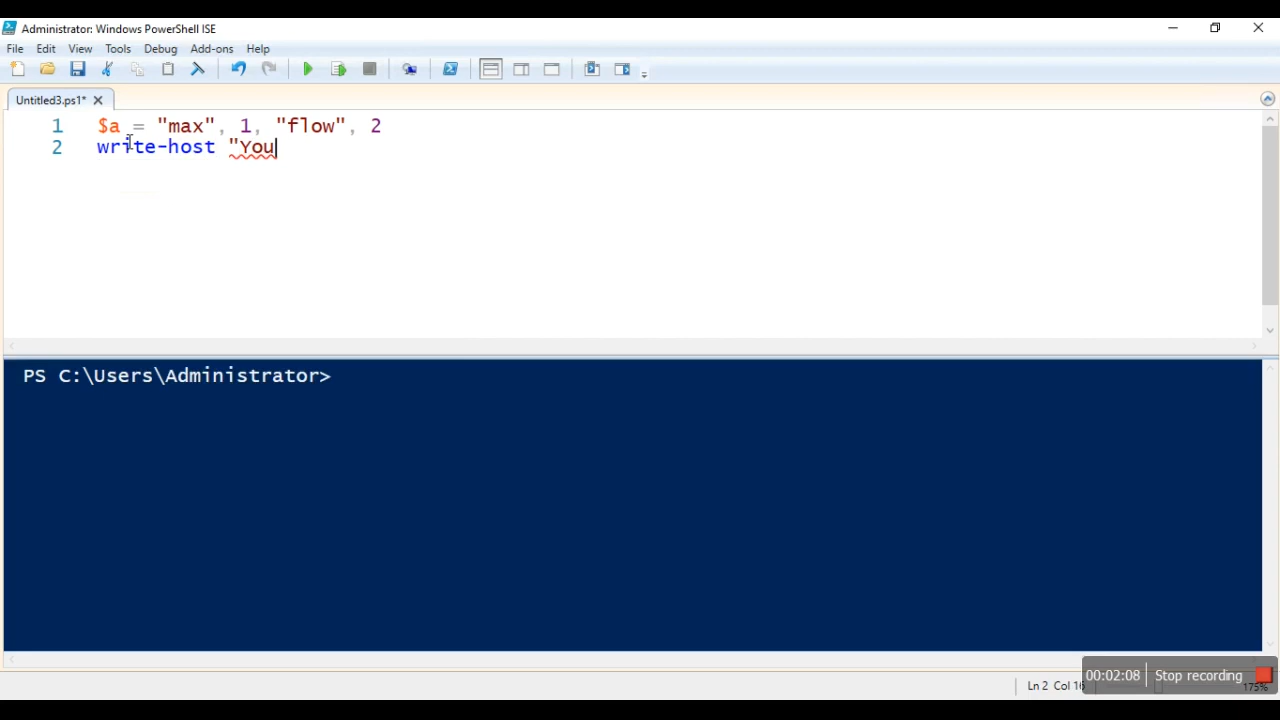 Administrator: Windows PowerShell ISE
File Edit View Tools Debug Add-ons Help
Untitled3.ps1*
1 $a = "max", 1, "flow", 2
2 write-host "You
PS C:\Users\Administrator>
00:02:08 Stop recording
Ln 2 Col 16
175%